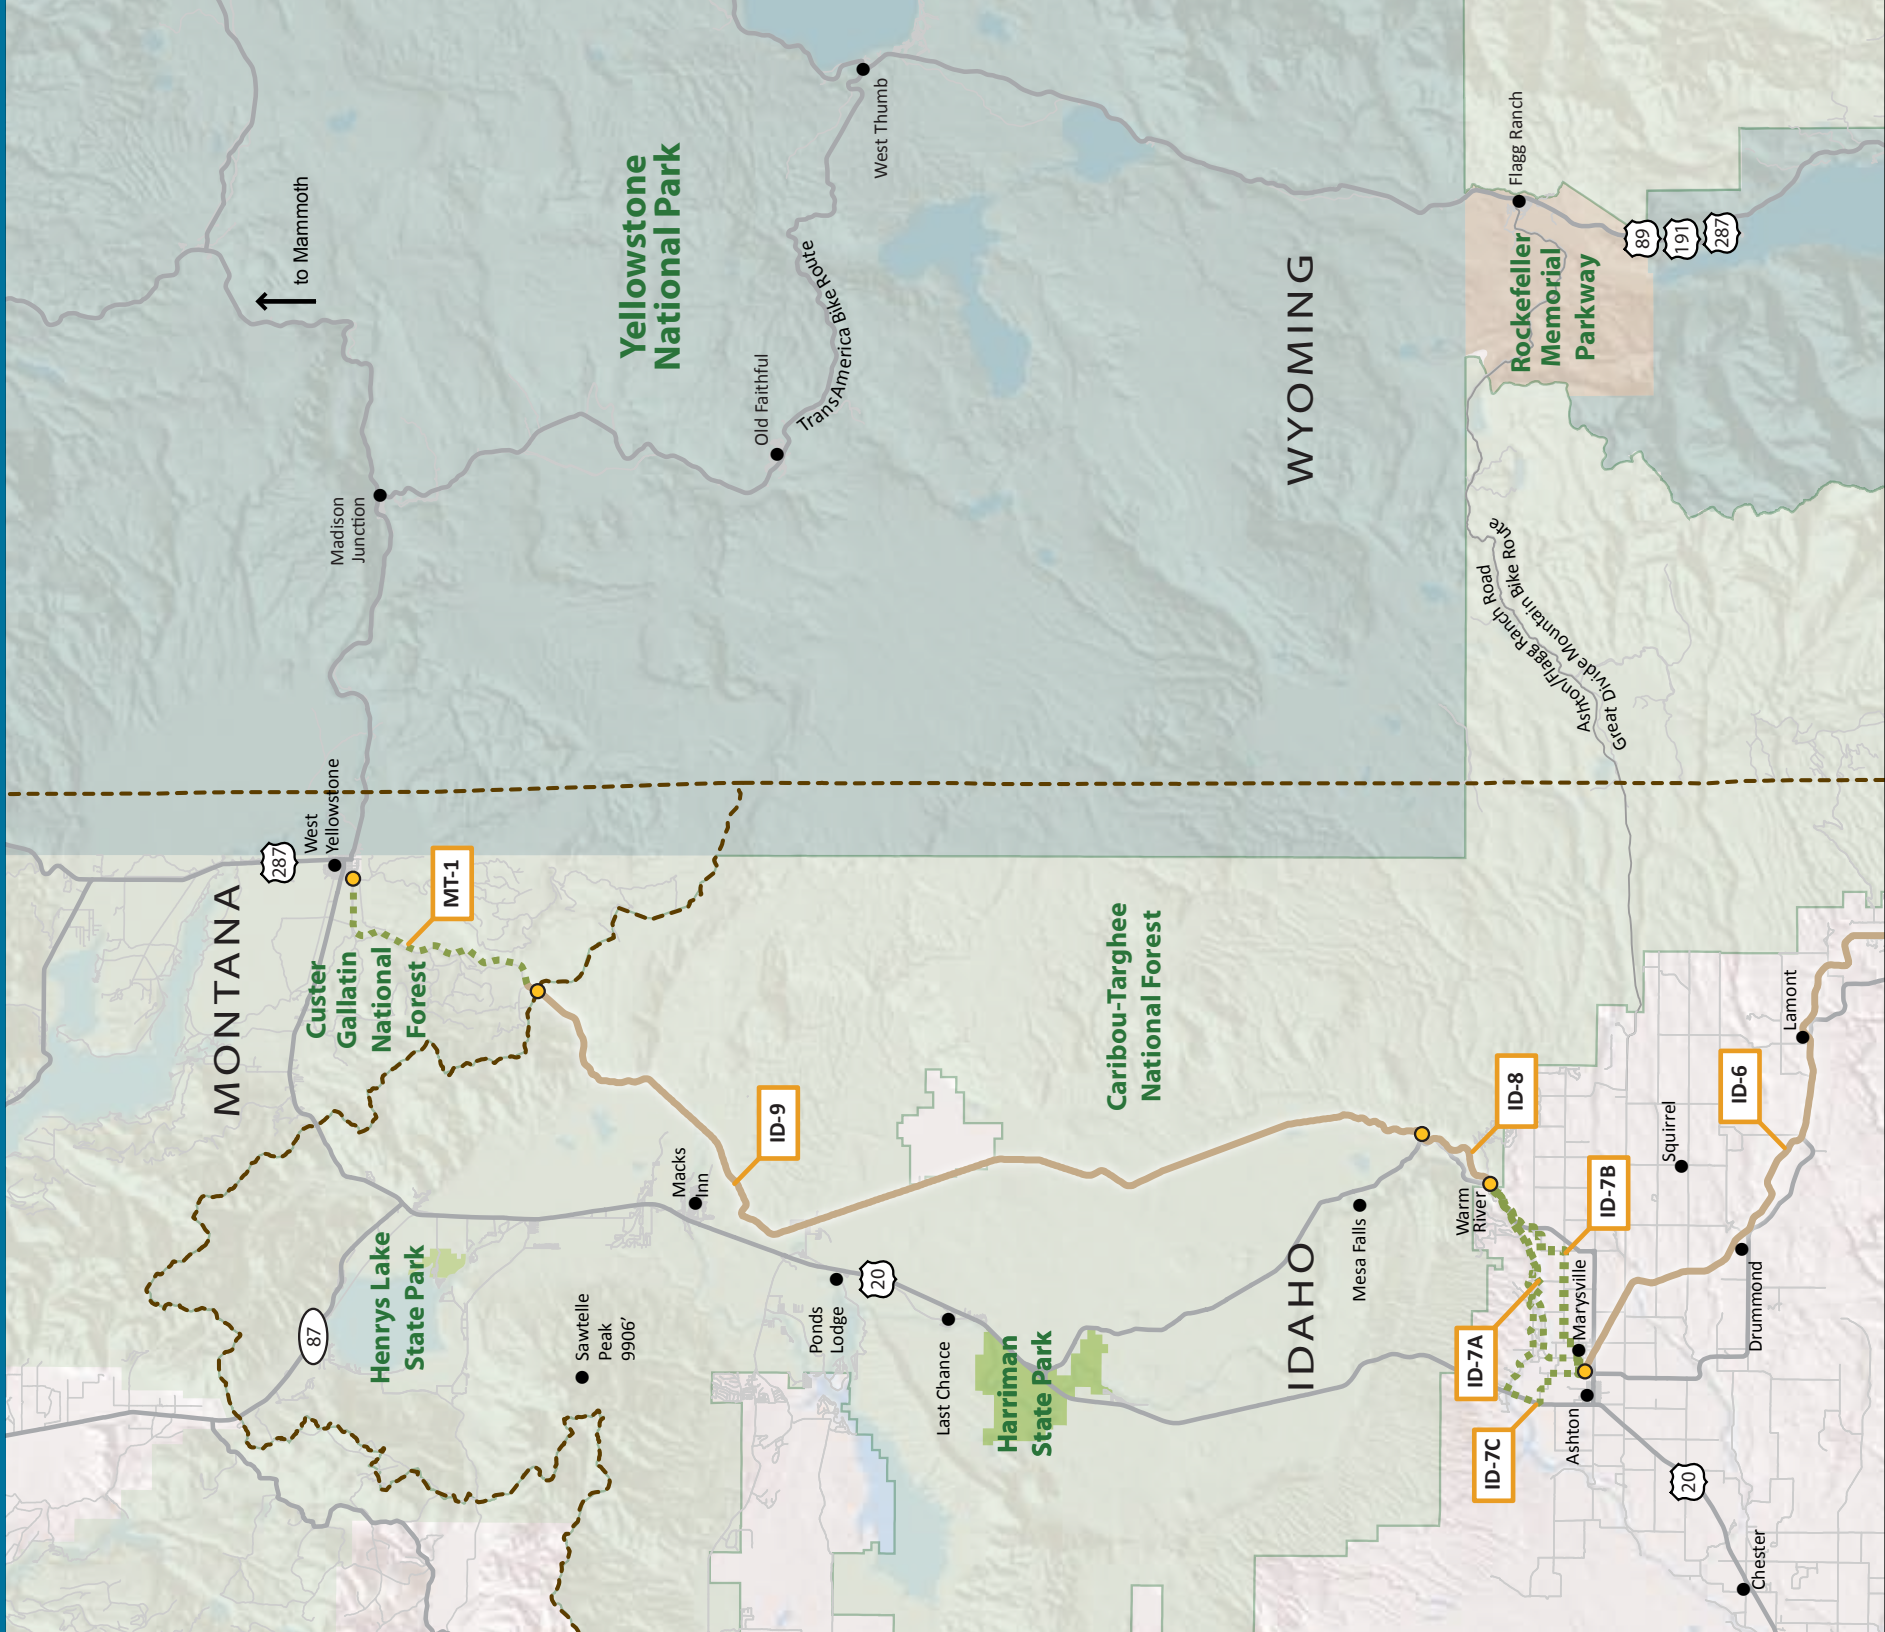 to Mammoth
Yellowstone
National Park
West Thumb
Old Faithful
TransAmerica Bike Route
Madison
Junction
WYOMING
Flagg Ranch
Rockefeller
Memorial
Parkway
89
191
287
Ashton/Flagg Ranch Road
Great Divide Mountain Bike Route
287
West
Yellowstone
MONTANA
MT-1
Custer
Gallatin
National
Forest
87
Henrys Lake
State Park
Sawtelle
Peak
9906’
Macks
Inn
ID-9
Ponds
Lodge
20
Last Chance
Harriman
State Park
Caribou-Targhee
National Forest
IDAHO
Mesa Falls
Warm
River
ID-8
ID-7A
ID-7B
ID-7C
Marysville
Ashton
Squirrel
Lamont
ID-6
Drummond
20
Chester